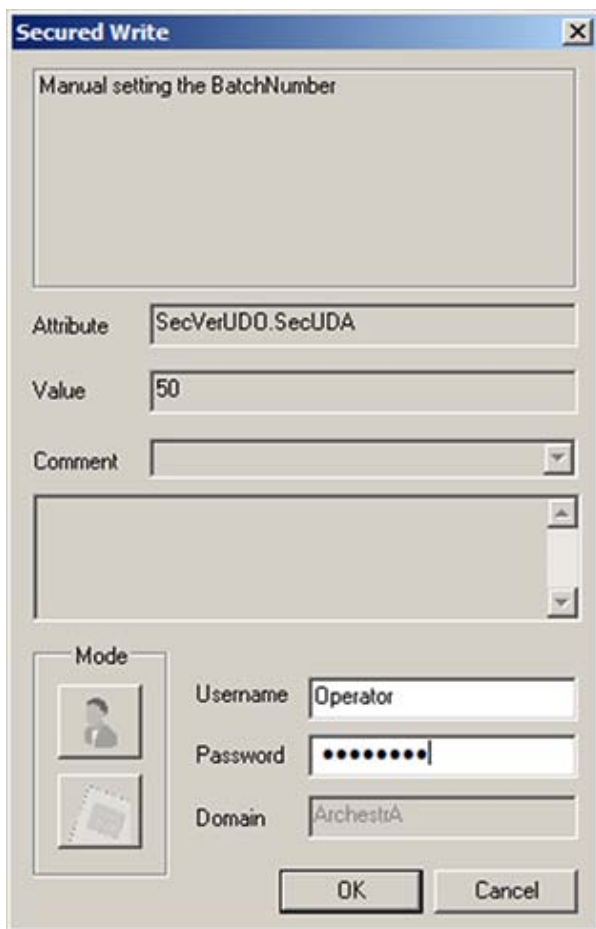 Secured Write
Manual setting the BatchNumber
Attribute SecVerUDO.SecUDA
Value 50
Comment
Mode
Username Operator
Password ••••••••
Domain ArchestrA
OK Cancel